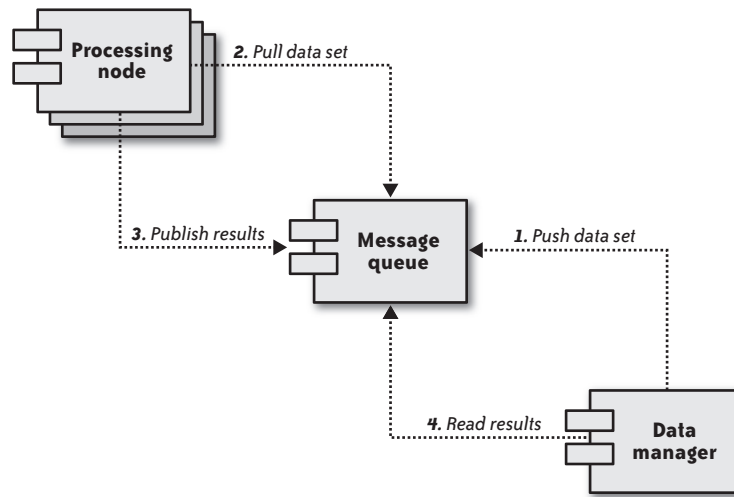 Processing
node
2. Pull data set
3. Publish results
Message
queue
1. Push data set
4. Read results
Data
manager